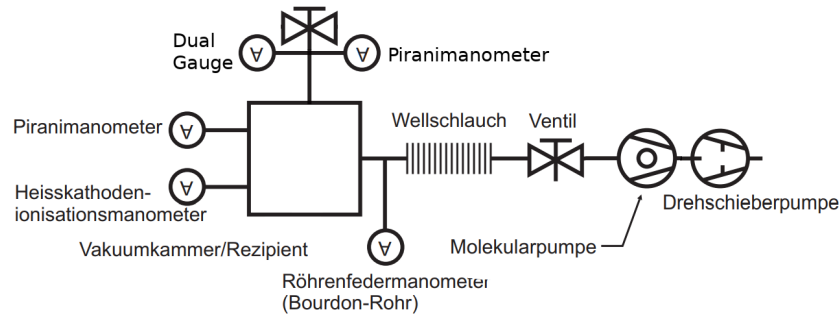 Dual
Gauge
Piranimanometer
Piranimanometer
Wellschlauch
Ventil
Heisskathoden-
ionisationsmanometer
Drehschieberpumpe
Vakuumkammer/Rezipient
Molekularpumpe
Röhrenfedermanometer
(Bourdon-Rohr)